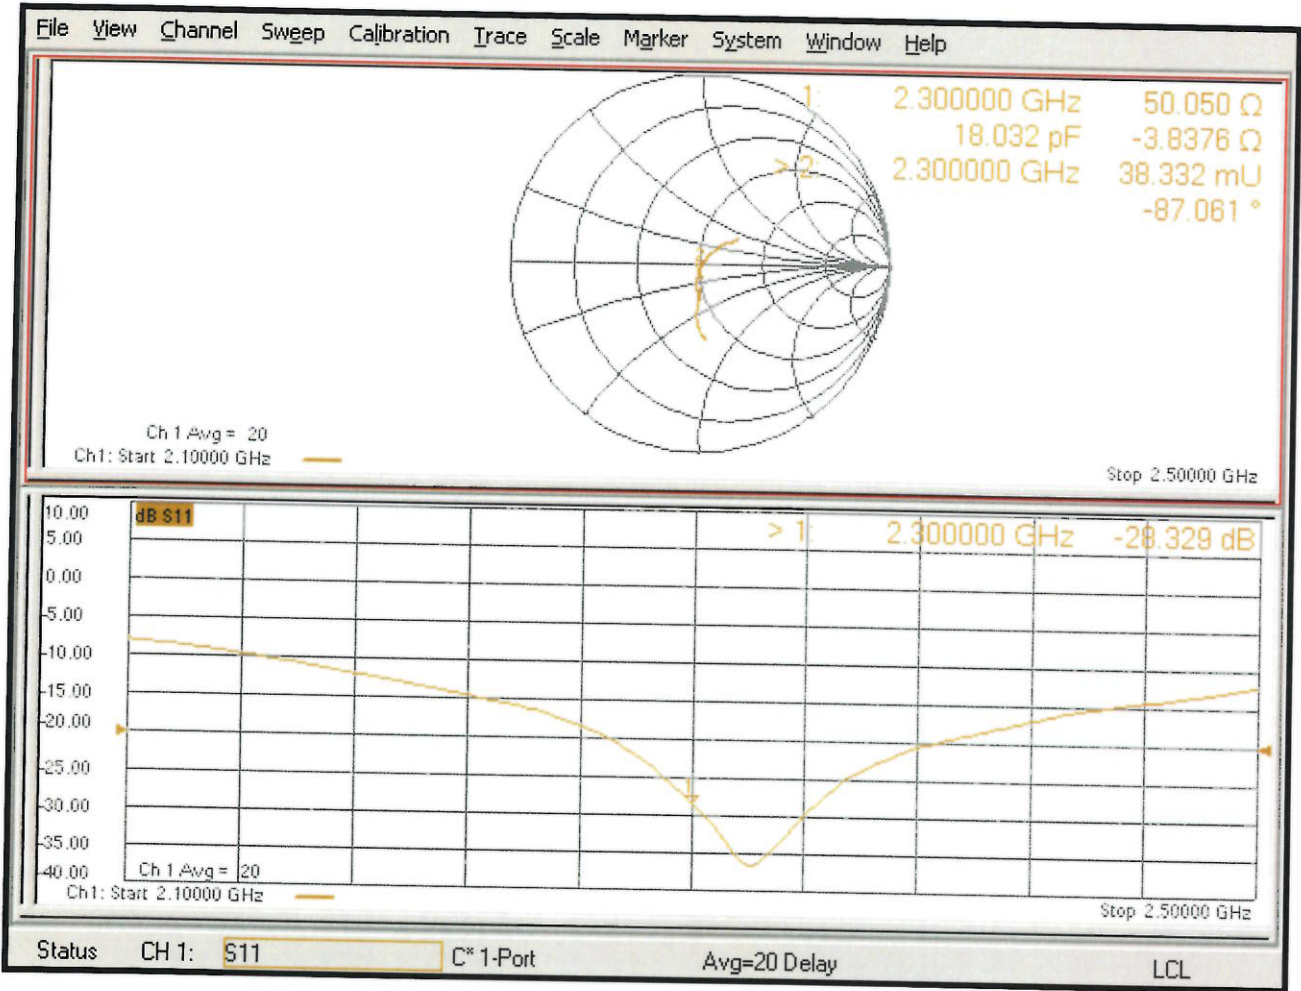 File View Channel Sweep Calibration Trace Scale Marker System Window Help
1: 2.300000 GHz 50.050 Ω
18.032 pF -3.8376 Ω
> 2: 2.300000 GHz 38.332 mU
-87.061 °
Ch 1 Avg = 20
Ch1: Start 2.10000 GHz
Stop 2.50000 GHz
10.00
dB S11
> 1: 2.300000 GHz -28.329 dB
5.00
0.00
-5.00
-10.00
-15.00
-20.00
-25.00
1
-30.00
-35.00
-40.00
Ch 1 Avg = 20
Ch1: Start 2.10000 GHz
Stop 2.50000 GHz
Status CH 1: S11 C* 1-Port Avg=20 Delay LCL